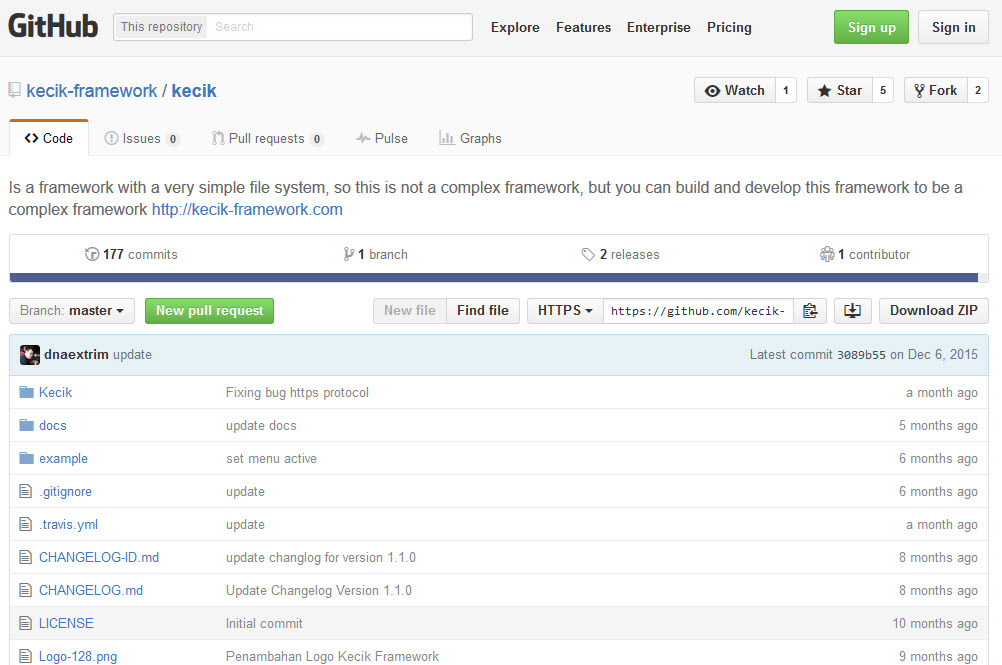 GitHub This repository Search Explore Features Enterprise Pricing Sign up Sign in
kecik-framework / kecik Watch 1 Star 5 Fork 2
Code Issues 0 Pull requests 0 Pulse Graphs
Is a framework with a very simple file system, so this is not a complex framework, but you can build and develop this framework to be a
complex framework http://kecik-framework.com
177 commits 1 branch 2 releases 1 contributor
Branch: master New pull request New file Find file HTTPS https://github.com/kecik- Download ZIP
dnaextrim update Latest commit 3089b55 on Dec 6, 2015
Kecik Fixing bug https protocol a month ago
docs update docs 5 months ago
example set menu active 6 months ago
.gitignore update 6 months ago
.travis.yml update a month ago
CHANGELOG-ID.md update changlog for version 1.1.0 8 months ago
CHANGELOG.md Update Changelog Version 1.1.0 8 months ago
LICENSE Initial commit 10 months ago
Logo-128.png Penambahan Logo Kecik Framework 9 months ago